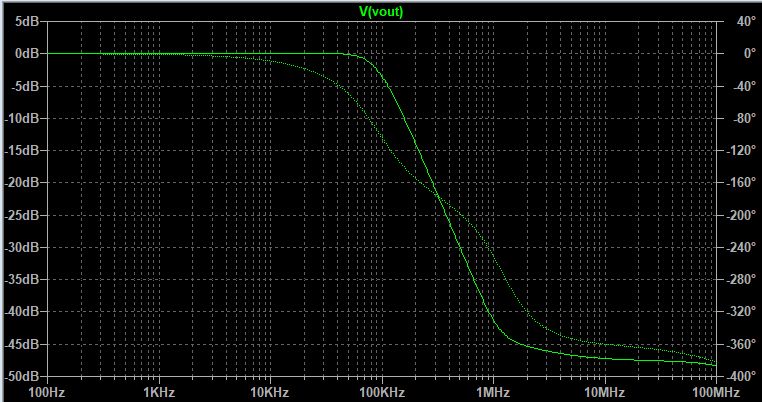 V(vout)
5dB 40°
0dB 0°
-5dB -40°
-10dB -80°
-15dB -120°
-20dB -160°
-25dB -200°
-30dB -240°
-35dB -280°
-40dB -320°
-45dB -360°
-50dB -400°
100Hz 1KHz 10KHz 100KHz 1MHz 10MHz 100MHz